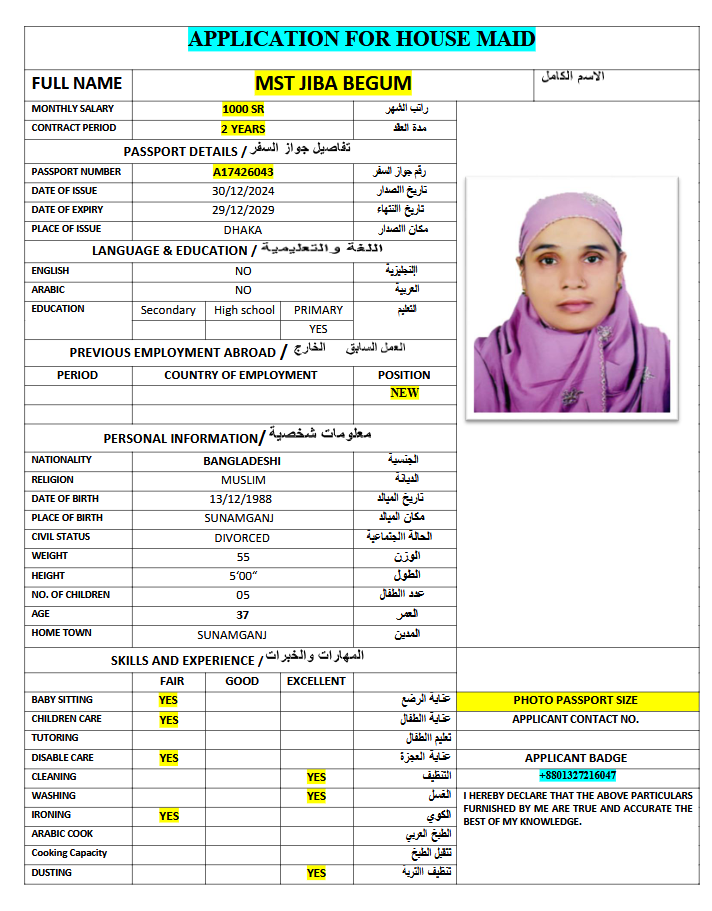 APPLICATION FOR HOUSE MAID
FULL NAME MST JIBA BEGUM الاسم الكامل
MONTHLY SALARY 1000 SR راتب الشهر
CONTRACT PERIOD 2 YEARS مدة العقد
PASSPORT DETAILS / تفاصيل جواز السفر
PASSPORT NUMBER A17426043 رقم جواز السفر
DATE OF ISSUE 30/12/2024 تاريخ االصدار
DATE OF EXPIRY 29/12/2029 تاريخ االنتهاء
PLACE OF ISSUE DHAKA مكان االصدار
LANGUAGE & EDUCATION / اللغة والتعليمية
ENGLISH NO اإلنجليزية
ARABIC NO العربية
EDUCATION Secondary High school PRIMARY التعليم
YES
PREVIOUS EMPLOYMENT ABROAD / العمل السابق الخارج
PERIOD COUNTRY OF EMPLOYMENT POSITION
NEW
PERSONAL INFORMATION/ معلومات شخصية
NATIONALITY BANGLADESHI الجنسية
RELIGION MUSLIM الديانة
DATE OF BIRTH 13/12/1988 تاريخ الميالد
PLACE OF BIRTH SUNAMGANJ مكان الميالد
CIVIL STATUS DIVORCED الحالة االجتماعية
WEIGHT 55 الوزن
HEIGHT 5'00" الطول
NO. OF CHILDREN 05 عدد االطفال
AGE 37 العمر
HOME TOWN SUNAMGANJ المدين
SKILLS AND EXPERIENCE / المهارات والخبرات
FAIR GOOD EXCELLENT
BABY SITTING YES عناية الرضع PHOTO PASSPORT SIZE
CHILDREN CARE YES عناية االطفال APPLICANT CONTACT NO.
TUTORING تعليم االطفال
DISABLE CARE YES عناية العجزة APPLICANT BADGE
CLEANING YES التنظيف +8801327216047
WASHING YES الغسل I HEREBY DECLARE THAT THE ABOVE PARTICULARS
IRONING YES الكوي FURNISHED BY ME ARE TRUE AND ACCURATE THE
BEST OF MY KNOWLEDGE.
ARABIC COOK الطبخ العربي
Cooking Capacity تتقيل الطبخ
DUSTING YES تنظيف االتربة